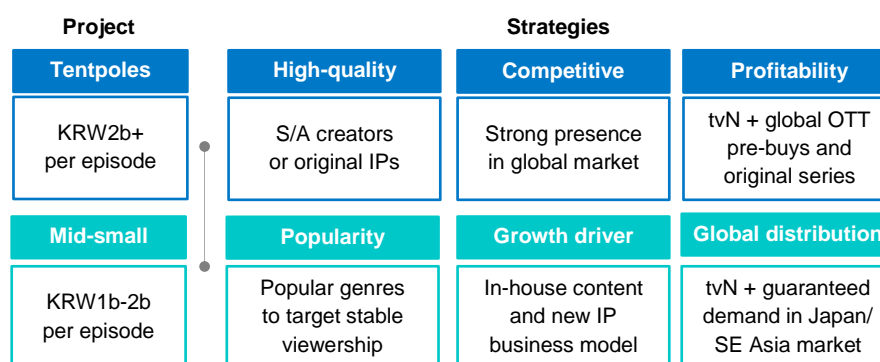 Project
Strategies
Tentpoles
High-quality
Competitive
Profitability
KRW2b+
per episode
S/A creators
or original IPs
Strong presence
in global market
tvN + global OTT
pre-buys and
original series
Mid-small
Popularity
Growth driver
Global distribution
KRW1b-2b
per episode
Popular genres
to target stable
viewership
In-house content
and new IP
business model
tvN + guaranteed
demand in Japan/
SE Asia market